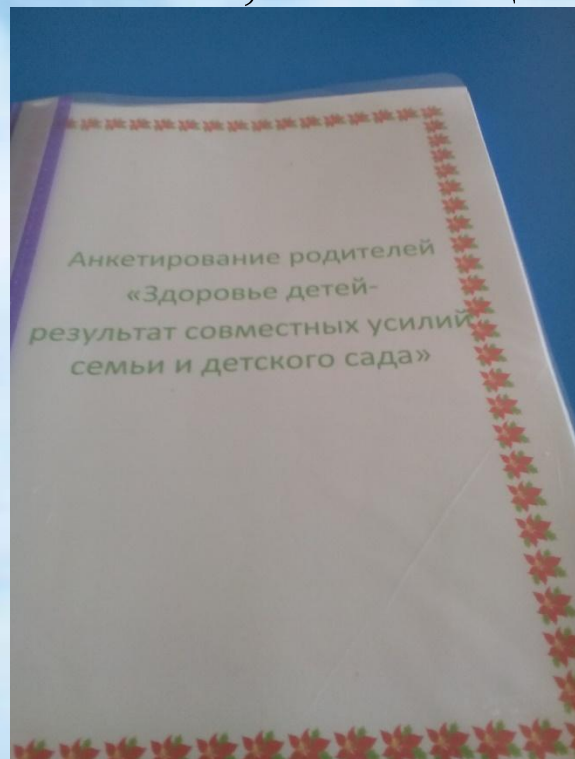 Анкетирование родителей
«Здоровье детей-
результат совместных усилий
семьи и детского сада»